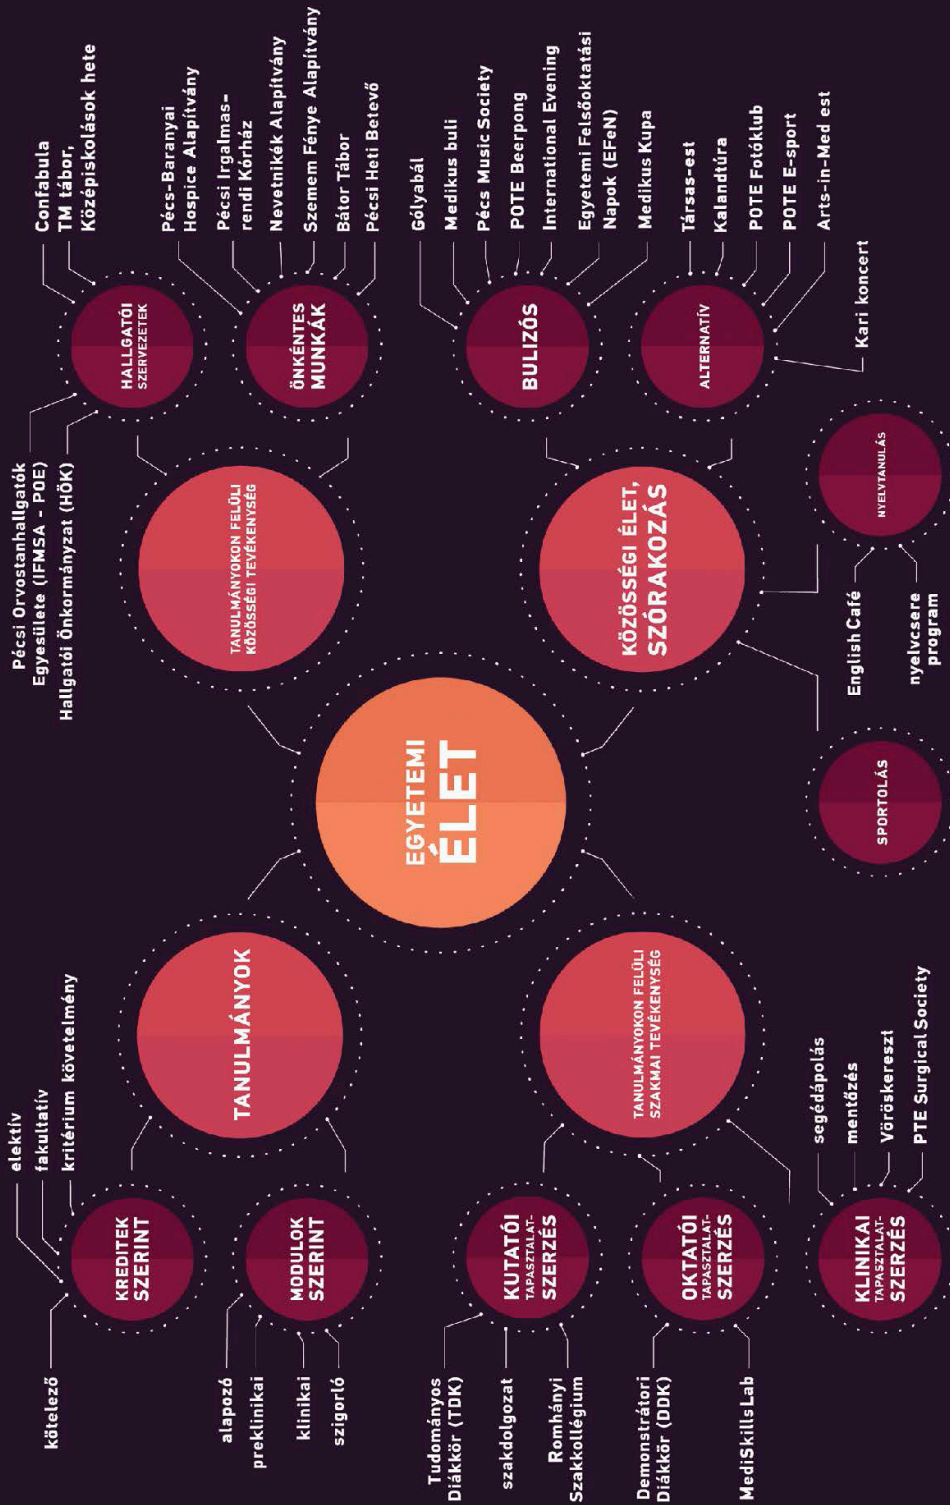 EGYETEMI
ÉLET
TANULMÁNYOK
KREDITEK
SZERINT
kötelező
elektív
fakultatív
kritérium követelmény
MODULOK
SZERINT
alapozó
preklinikai
klinikai
szigorló
TANULMÁNYOKON FELÜLI
SZAKMAI TEVÉKENYSÉG
KUTATÓI
TAPASZTALAT-
SZERZÉS
Tudományos
Diákkör (TDK)
szakdolgozat
Romhányi
Szakkollégium
OKTATÓI
TAPASZTALAT-
SZERZÉS
Demonstrátori
Diákkör (DDK)
MediSkillsLab
KLINIKAI
TAPASZTALAT-
SZERZÉS
segédápolás
mentőzés
Vöröskereszt
PTE Surgical Society
TANULMÁNYOKON FELÜLI
KÖZÖSSÉGI TEVÉKENYSÉG
HALLGATÓI
SZERVEZETEK
Pécsi Orvostanhallgatók
Egyesülete (IFMSA - POE)
Hallgatói Önkormányzat (HÖK)
Confabula
TM tábor,
Középiskolások hete
ÖNKÉNTES
MUNKÁK
Pécs-Baranyai
Hospice Alapítvány
Pécsi Irgalmas-
rendi Kórház
Nevetnikék Alapítvány
Szemem Fénye Alapítvány
Bátor Tábor
Pécsi Heti Betevő
KÖZÖSSÉGI ÉLET,
SZÓRAKOZÁS
BULIZÓS
Gólyabál
Medikus buli
Pécs Music Society
POTE Beerpong
International Evening
Egyetemi Felsőoktatási
Napok (EFeN)
Medikus Kupa
ALTERNATÍV
Társas-est
Kalandtúra
POTE Fotóklub
POTE E-sport
Arts-in-Med est
Kari koncert
NYELVTANULÁS
English Café
nyelvcsere
program
SPORTOLÁS